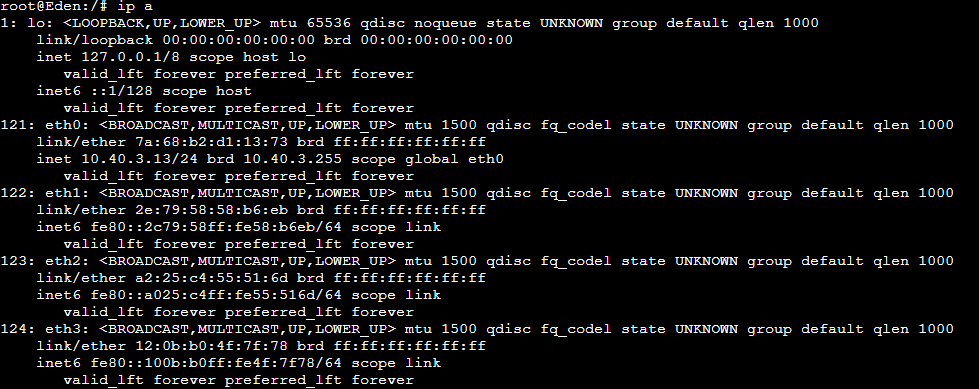 root@Eden:/# ip a
1: lo: <LOOPBACK,UP,LOWER_UP> mtu 65536 qdisc noqueue state UNKNOWN group default qlen 1000
    link/loopback 00:00:00:00:00:00 brd 00:00:00:00:00:00
    inet 127.0.0.1/8 scope host lo
       valid_lft forever preferred_lft forever
    inet6 ::1/128 scope host
       valid_lft forever preferred_lft forever
121: eth0: <BROADCAST,MULTICAST,UP,LOWER_UP> mtu 1500 qdisc fq_codel state UNKNOWN group default qlen 1000
    link/ether 7a:68:b2:d1:13:73 brd ff:ff:ff:ff:ff:ff
    inet 10.40.3.13/24 brd 10.40.3.255 scope global eth0
       valid_lft forever preferred_lft forever
122: eth1: <BROADCAST,MULTICAST,UP,LOWER_UP> mtu 1500 qdisc fq_codel state UNKNOWN group default qlen 1000
    link/ether 2e:79:58:58:b6:eb brd ff:ff:ff:ff:ff:ff
    inet6 fe80::2c79:58ff:fe58:b6eb/64 scope link
       valid_lft forever preferred_lft forever
123: eth2: <BROADCAST,MULTICAST,UP,LOWER_UP> mtu 1500 qdisc fq_codel state UNKNOWN group default qlen 1000
    link/ether a2:25:c4:55:51:6d brd ff:ff:ff:ff:ff:ff
    inet6 fe80::a025:c4ff:fe55:516d/64 scope link
       valid_lft forever preferred_lft forever
124: eth3: <BROADCAST,MULTICAST,UP,LOWER_UP> mtu 1500 qdisc fq_codel state UNKNOWN group default qlen 1000
    link/ether 12:0b:b0:4f:7f:78 brd ff:ff:ff:ff:ff:ff
    inet6 fe80::100b:b0ff:fe4f:7f78/64 scope link
       valid_lft forever preferred_lft forever